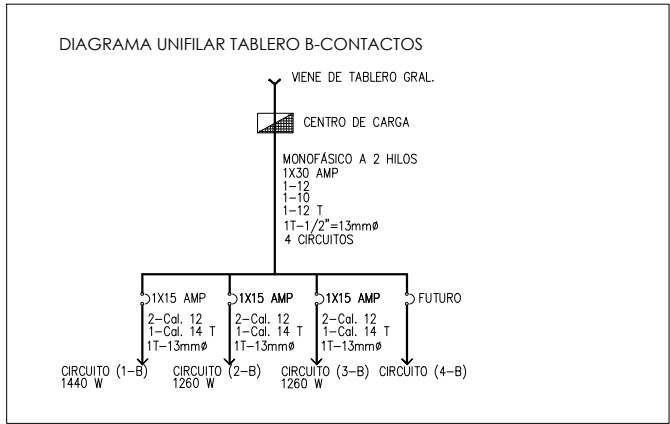 DIAGRAMA UNIFILAR TABLERO B-CONTACTOS
VIENE DE TABLERO GRAL.
CENTRO DE CARGA
MONOFÁSICO A 2 HILOS
1X30 AMP
1-12
1-10
1-12 T
1T-1/2"=13mmø
4 CIRCUITOS
1X15 AMP
2-Cal. 12
1-Cal. 14 T
1T-13mmø
CIRCUITO (1-B)
1440 W
1X15 AMP
2-Cal. 12
1-Cal. 14 T
1T-13mmø
CIRCUITO (2-B)
1260 W
1X15 AMP
2-Cal. 12
1-Cal. 14 T
1T-13mmø
CIRCUITO (3-B)
1260 W
FUTURO
CIRCUITO (4-B)